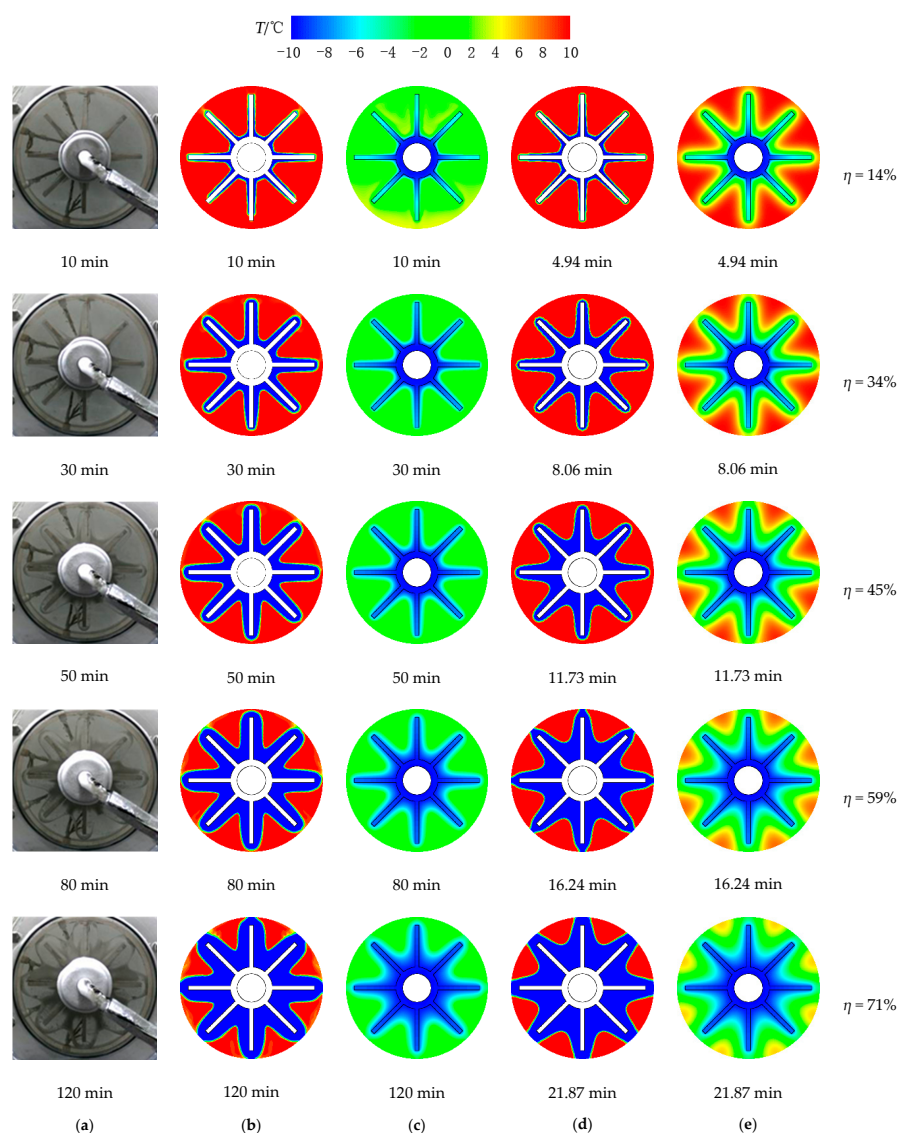 T/℃
-10 -8 -6 -4 -2 0 2 4 6 8 10
η = 14%
10 min 10 min 10 min 4.94 min 4.94 min
η = 34%
30 min 30 min 30 min 8.06 min 8.06 min
η = 45%
50 min 50 min 50 min 11.73 min 11.73 min
η = 59%
80 min 80 min 80 min 16.24 min 16.24 min
η = 71%
120 min 120 min 120 min 21.87 min 21.87 min
(a) (b) (c) (d) (e)